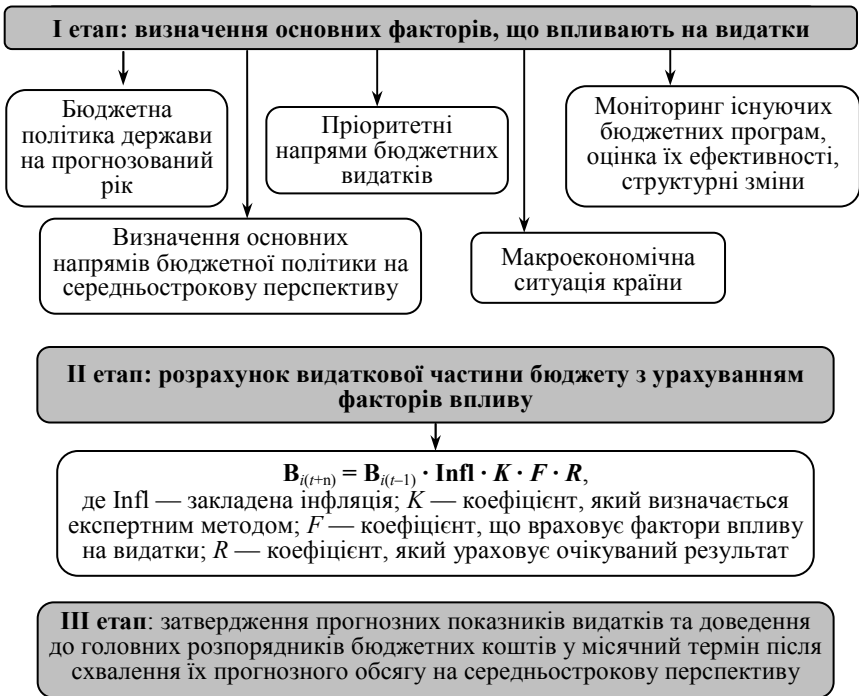 І етап: визначення основних факторів, що впливають на видатки
Бюджетна
політика держави
на прогнозований
рік
Пріоритетні
напрями бюджетних
видатків
Моніторинг існуючих
бюджетних програм,
оцінка їх ефективності,
структурні зміни
Визначення основних
напрямів бюджетної політики на
середньострокову перспективу
Макроекономічна
ситуація країни
ІІ етап: розрахунок видаткової частини бюджету з урахуванням
факторів впливу
В_i(t+n) = В_i(t–1) · Infl · K · F · R,
де Infl — закладена інфляція; K — коефіцієнт, який визначається
експертним методом; F — коефіцієнт, що враховує фактори впливу
на видатки; R — коефіцієнт, який ураховує очікуваний результат
ІІІ етап: затвердження прогнозних показників видатків та доведення
до головних розпорядників бюджетних коштів у місячний термін після
схвалення їх прогнозного обсягу на середньострокову перспективу